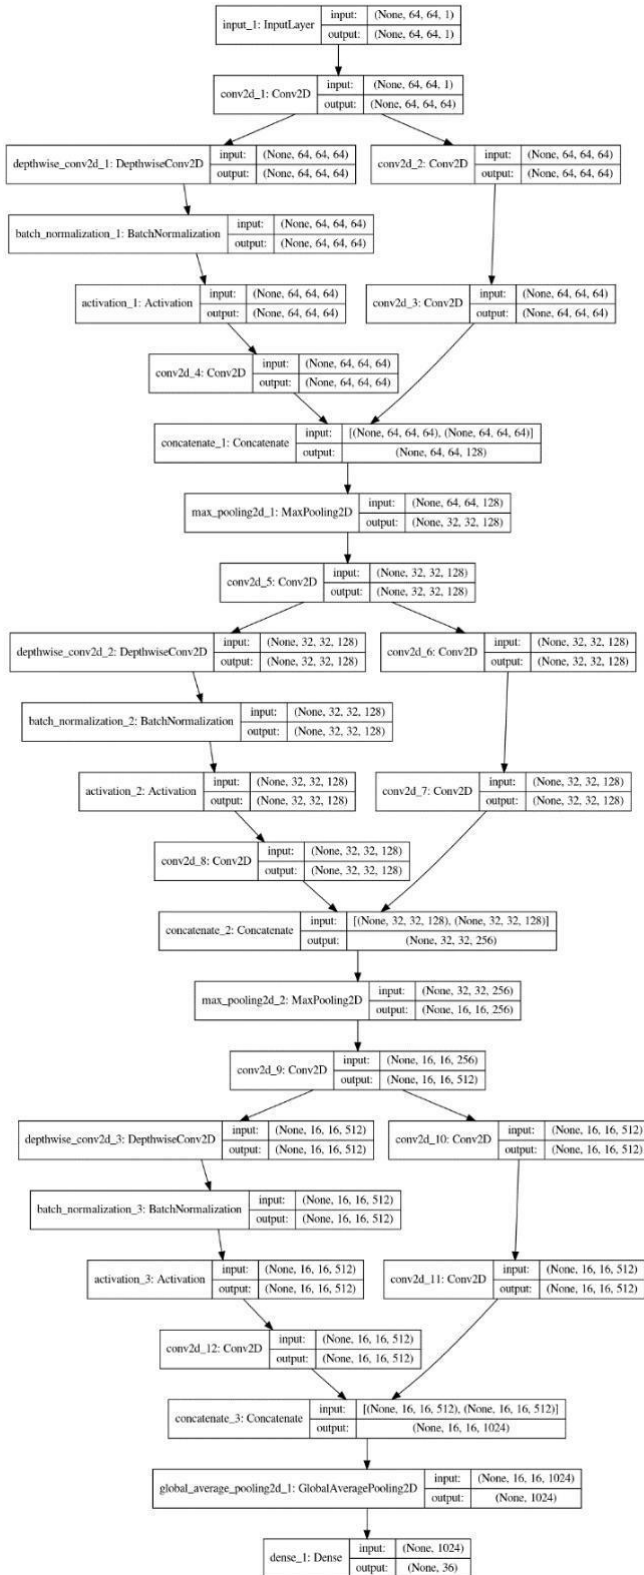 input_1: InputLayer
input: (None, 64, 64, 1)
output: (None, 64, 64, 1)
conv2d_1: Conv2D
input: (None, 64, 64, 1)
output: (None, 64, 64, 64)
depthwise_conv2d_1: DepthwiseConv2D
input: (None, 64, 64, 64)
output: (None, 64, 64, 64)
conv2d_2: Conv2D
input: (None, 64, 64, 64)
output: (None, 64, 64, 64)
batch_normalization_1: BatchNormalization
input: (None, 64, 64, 64)
output: (None, 64, 64, 64)
activation_1: Activation
input: (None, 64, 64, 64)
output: (None, 64, 64, 64)
conv2d_3: Conv2D
input: (None, 64, 64, 64)
output: (None, 64, 64, 64)
conv2d_4: Conv2D
input: (None, 64, 64, 64)
output: (None, 64, 64, 64)
concatenate_1: Concatenate
input: [(None, 64, 64, 64), (None, 64, 64, 64)]
output: (None, 64, 64, 128)
max_pooling2d_1: MaxPooling2D
input: (None, 64, 64, 128)
output: (None, 32, 32, 128)
conv2d_5: Conv2D
input: (None, 32, 32, 128)
output: (None, 32, 32, 128)
depthwise_conv2d_2: DepthwiseConv2D
input: (None, 32, 32, 128)
output: (None, 32, 32, 128)
conv2d_6: Conv2D
input: (None, 32, 32, 128)
output: (None, 32, 32, 128)
batch_normalization_2: BatchNormalization
input: (None, 32, 32, 128)
output: (None, 32, 32, 128)
activation_2: Activation
input: (None, 32, 32, 128)
output: (None, 32, 32, 128)
conv2d_7: Conv2D
input: (None, 32, 32, 128)
output: (None, 32, 32, 128)
conv2d_8: Conv2D
input: (None, 32, 32, 128)
output: (None, 32, 32, 128)
concatenate_2: Concatenate
input: [(None, 32, 32, 128), (None, 32, 32, 128)]
output: (None, 32, 32, 256)
max_pooling2d_2: MaxPooling2D
input: (None, 32, 32, 256)
output: (None, 16, 16, 256)
conv2d_9: Conv2D
input: (None, 16, 16, 256)
output: (None, 16, 16, 512)
depthwise_conv2d_3: DepthwiseConv2D
input: (None, 16, 16, 512)
output: (None, 16, 16, 512)
conv2d_10: Conv2D
input: (None, 16, 16, 512)
output: (None, 16, 16, 512)
batch_normalization_3: BatchNormalization
input: (None, 16, 16, 512)
output: (None, 16, 16, 512)
activation_3: Activation
input: (None, 16, 16, 512)
output: (None, 16, 16, 512)
conv2d_11: Conv2D
input: (None, 16, 16, 512)
output: (None, 16, 16, 512)
conv2d_12: Conv2D
input: (None, 16, 16, 512)
output: (None, 16, 16, 512)
concatenate_3: Concatenate
input: [(None, 16, 16, 512), (None, 16, 16, 512)]
output: (None, 16, 16, 1024)
global_average_pooling2d_1: GlobalAveragePooling2D
input: (None, 16, 16, 1024)
output: (None, 1024)
dense_1: Dense
input: (None, 1024)
output: (None, 36)